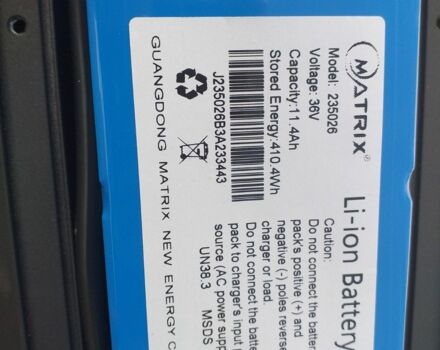 MATRIX®
Li-ion Battery
Model: 235026
Voltage: 36V
Capacity:11.4Ah
Stored Energy:410.4Wh
J235026B3A233443
Caution:
Do not connect the batter
pack's positive (+) and
negative (-) poles reverse
charger or load.
Do not connect the batter
pack to charger's input p
source (AC power supp
UN38.3 MSDS
GUANGDONG MATRIX NEW ENERGY C